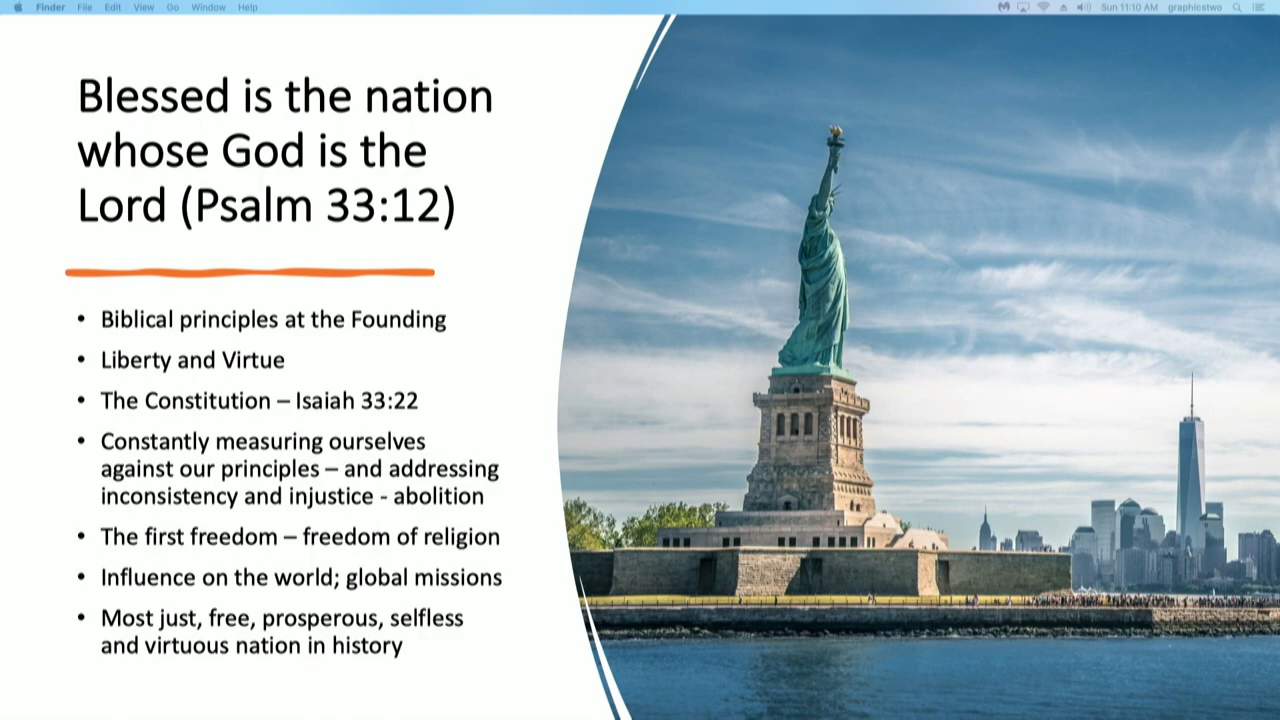 Finder File Edit View Go Window Help Sun 11:10 AM graphicstwo
Blessed is the nation
whose God is the
Lord (Psalm 33:12)
• Biblical principles at the Founding
• Liberty and Virtue
• The Constitution – Isaiah 33:22
• Constantly measuring ourselves
against our principles – and addressing
inconsistency and injustice - abolition
• The first freedom – freedom of religion
• Influence on the world; global missions
• Most just, free, prosperous, selfless
and virtuous nation in history